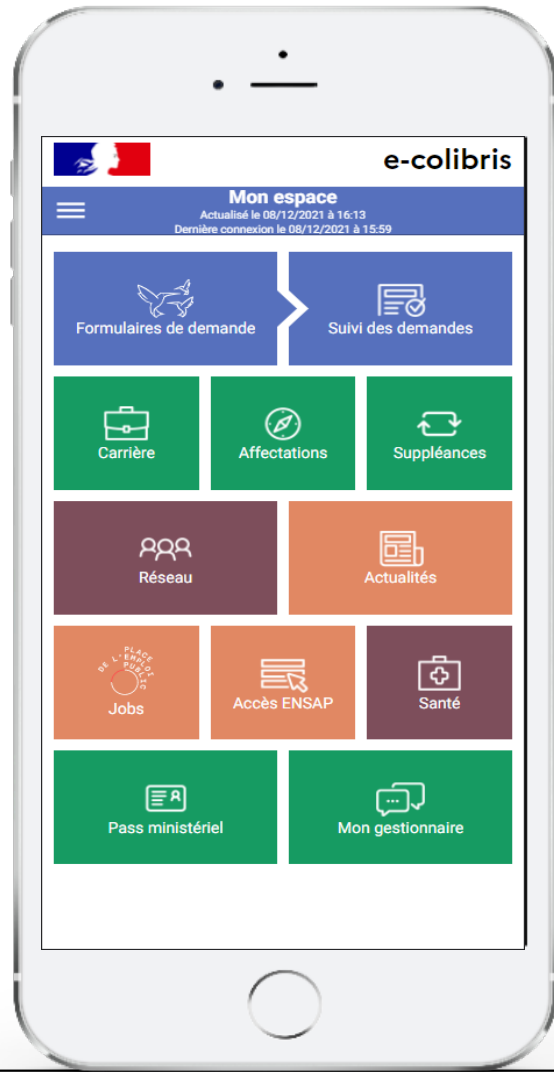 e-colibris
Mon espace
Actualisé le 08/12/2021 à 16:13
Dernière connexion le 08/12/2021 à 15:59
Formulaires de demande
Suivi des demandes
Carrière
Affectations
Suppléances
Réseau
Actualités
PLACE
DE L'EMPLOI
PUBLIC
Jobs
Accès ENSAP
Santé
Pass ministériel
Mon gestionnaire